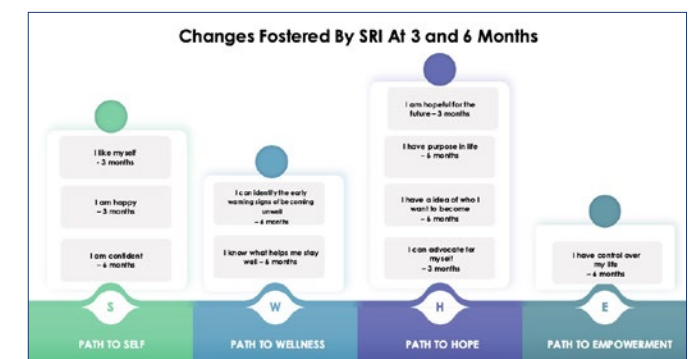 Changes Fostered By SRI At 3 and 6 Months
I like myself
- 3 months
I am happy
– 3 months
I am confident
– 6 months
S
PATH TO SELF
I can identify the early
warning signs of becoming
unwell
– 6 months
I know what helps me stay
well – 6 months
W
PATH TO WELLNESS
I am hopeful for the
future – 3 months
I have purpose in life
– 6 months
I have a idea of who I
want to become
– 6 months
I can advocate for
myself
– 3 months
H
PATH TO HOPE
I have control over
my life
– 6 months
E
PATH TO EMPOWERMENT